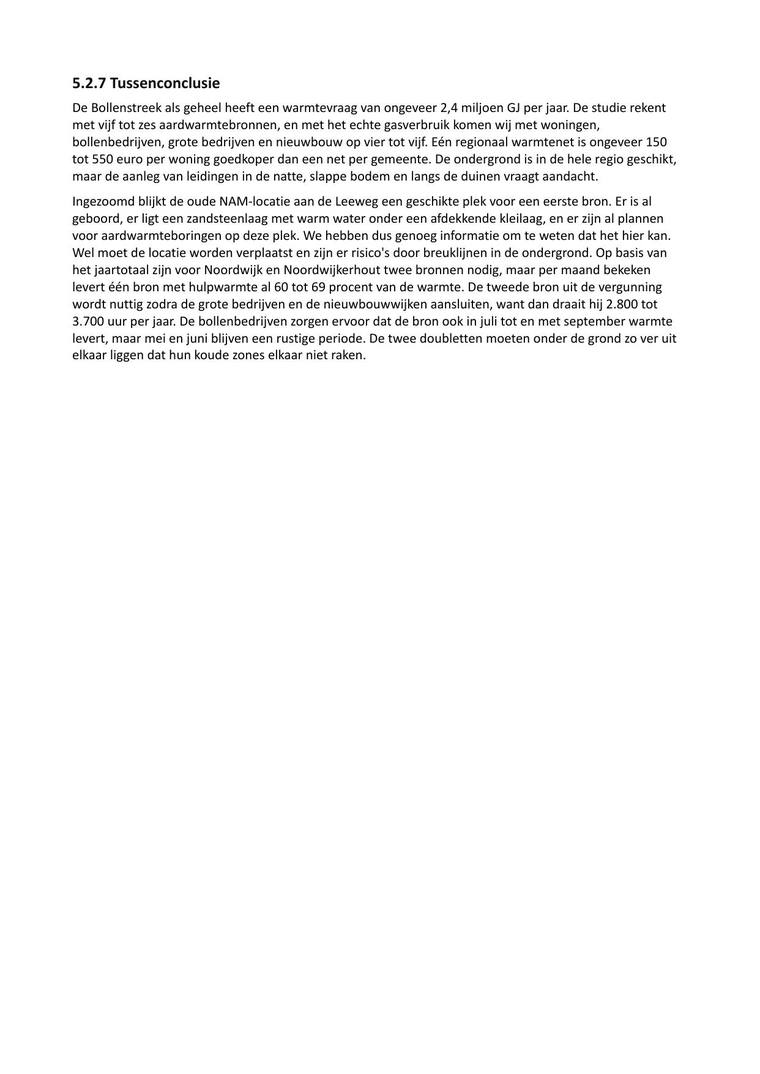 5.2.7 Tussenconclusie
De Bollenstreek als geheel heeft een warmtevraag van ongeveer 2,4 miljoen GJ per jaar. De studie rekent
met vijf tot zes aardwarmtebronnen, en met het echte gasverbruik komen wij met woningen,
bollenbedrijven, grote bedrijven en nieuwbouw op vier tot vijf. Eén regionaal warmtenet is ongeveer 150
tot 550 euro per woning goedkoper dan een net per gemeente. De ondergrond is in de hele regio geschikt,
maar de aanleg van leidingen in de natte, slappe bodem en langs de duinen vraagt aandacht.
Ingezoomd blijkt de oude NAM-locatie aan de Leeweg een geschikte plek voor een eerste bron. Er is al
geboord, er ligt een zandsteenlaag met warm water onder een afdekkende kleilaag, en er zijn al plannen
voor aardwarmteboringen op deze plek. We hebben dus genoeg informatie om te weten dat het hier kan.
Wel moet de locatie worden verplaatst en zijn er risico's door breuklijnen in de ondergrond. Op basis van
het jaartotaal zijn voor Noordwijk en Noordwijkerhout twee bronnen nodig, maar per maand bekeken
levert één bron met hulpwarmte al 60 tot 69 procent van de warmte. De tweede bron uit de vergunning
wordt nuttig zodra de grote bedrijven en de nieuwbouwwijken aansluiten, want dan draait hij 2.800 tot
3.700 uur per jaar. De bollenbedrijven zorgen ervoor dat de bron ook in juli tot en met september warmte
levert, maar mei en juni blijven een rustige periode. De twee doubletten moeten onder de grond zo ver uit
elkaar liggen dat hun koude zones elkaar niet raken.